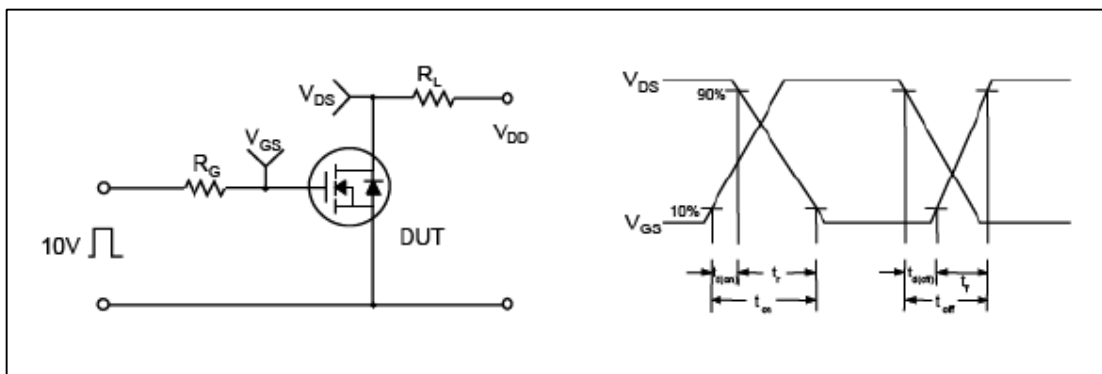 R_L
V_DS
V_DD
V_GS
R_G
10V
DUT
V_DS
90%
10%
V_GS
t_d(on)
t_r
t_on
t_d(off)
t_f
t_off